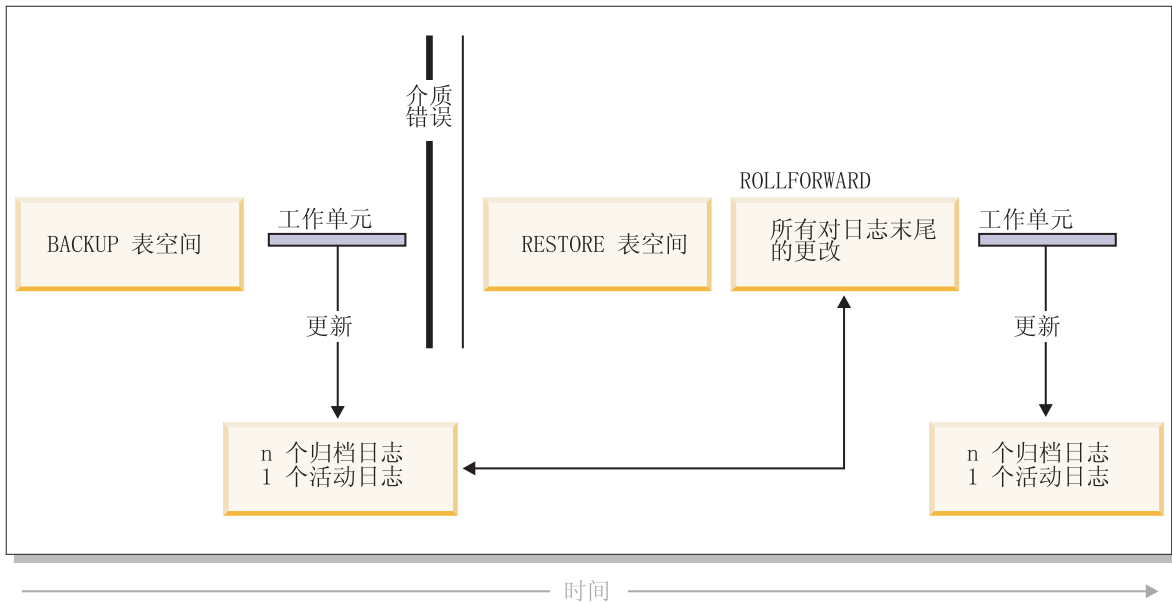 介质
错误
BACKUP 表空间
工作单元
RESTORE 表空间
ROLLFORWARD
所有对日志末尾
的更改
工作单元
更新
更新
n 个归档日志
1 个活动日志
n 个归档日志
1 个活动日志
时间